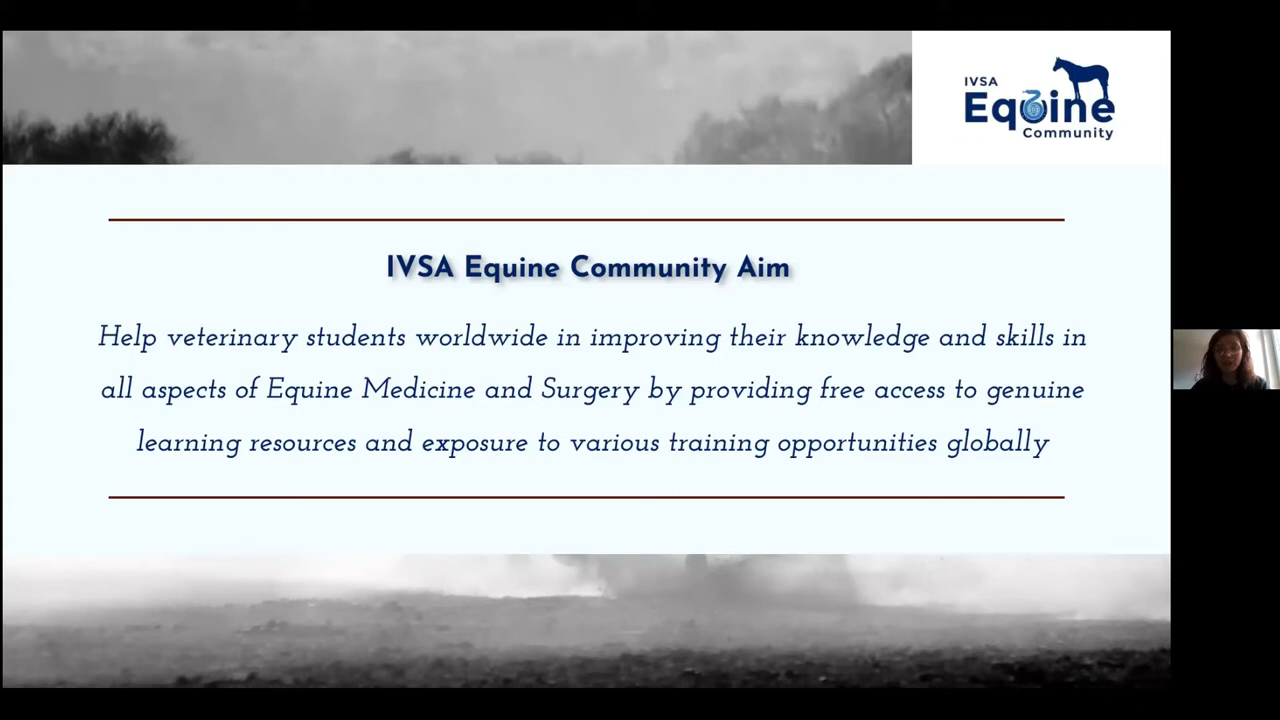 IVSA
Equine
Community
IVSA Equine Community Aim
Help veterinary students worldwide in improving their knowledge and skills in
all aspects of Equine Medicine and Surgery by providing free access to genuine
learning resources and exposure to various training opportunities globally